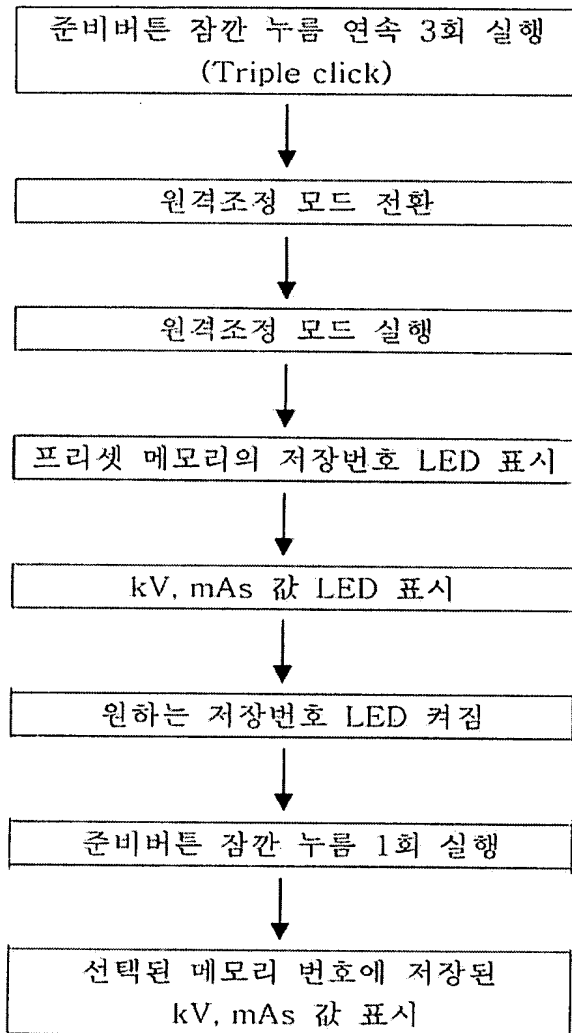 준비버튼 잠깐 누름 연속 3회 실행
(Triple click)
원격조정 모드 전환
원격조정 모드 실행
프리셋 메모리의 저장번호 LED 표시
kV, mAs 값 LED 표시
원하는 저장번호 LED 켜짐
준비버튼 잠깐 누름 1회 실행
선택된 메모리 번호에 저장된
kV, mAs 값 표시